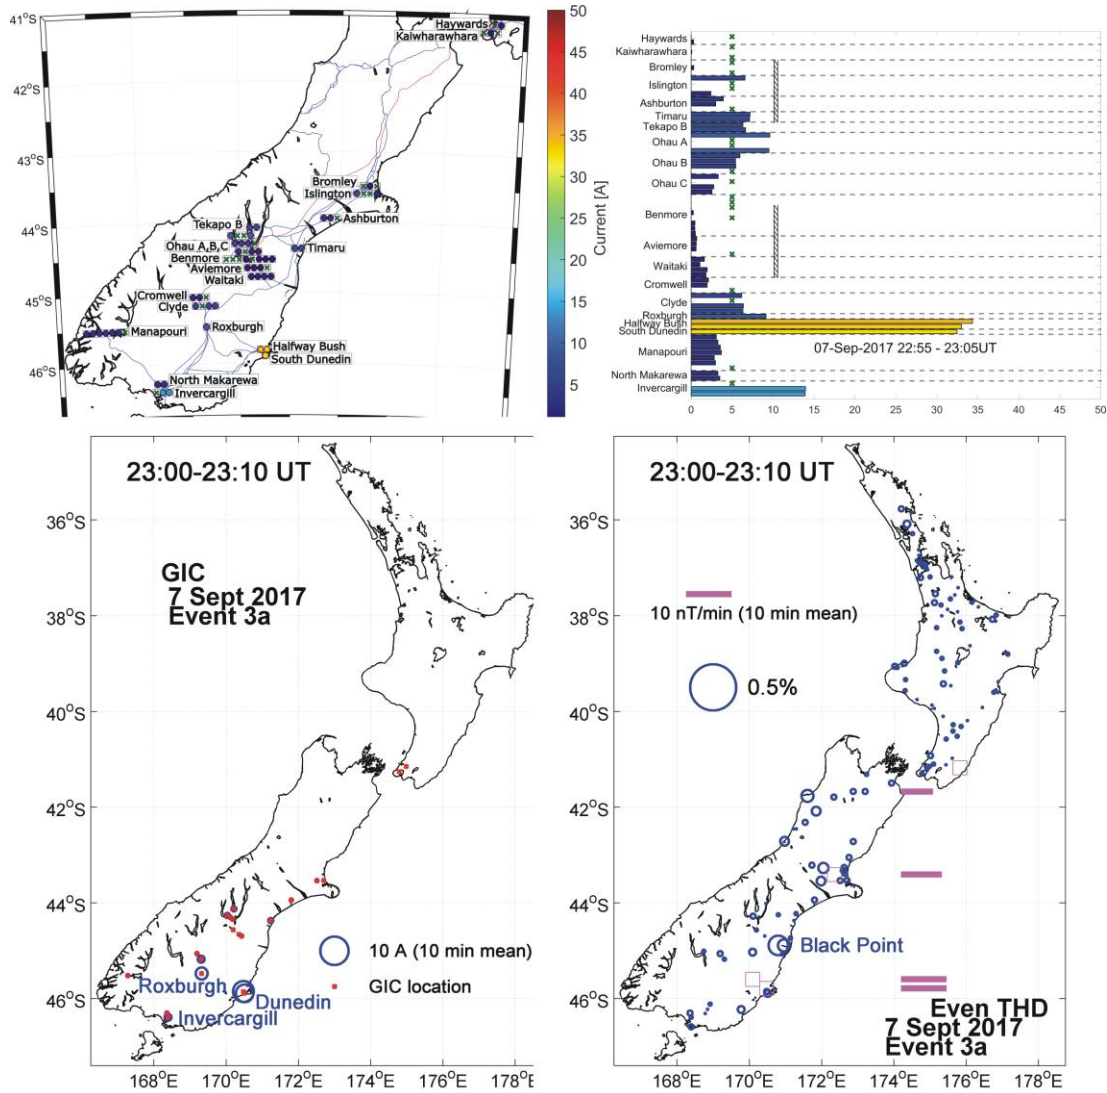 41°S
42°S
43°S
44°S
45°S
46°S
Haywards
Kaiwharawhara
Bromley
Islington
Ashburton
Tekapo B
Ohau A,B,C
Timaru
Benmore
Aviemore
Waitaki
Cromwell
Clyde
Manapouri
Roxburgh
Halfway Bush
South Dunedin
North Makarewa
Invercargill
50
45
40
35
30
25
20
15
10
5
Current [A]
Haywards
Kaiwharawhara
Bromley
Islington
Ashburton
Timaru
Tekapo B
Ohau A
Ohau B
Ohau C
Benmore
Aviemore
Waitaki
Cromwell
Clyde
Roxburgh
Halfway Bush
South Dunedin
07-Sep-2017 22:55 - 23:05UT
Manapouri
North Makarewa
Invercargill
0 5 10 15 20 25 30 35 40 45 50
23:00-23:10 UT
GIC
7 Sept 2017
Event 3a
36°S
38°S
40°S
42°S
44°S
46°S
10 A (10 min mean)
GIC location
Roxburgh
Dunedin
Invercargill
168°E 170°E 172°E 174°E 176°E 178°E
23:00-23:10 UT
10 nT/min (10 min mean)
0.5%
36°S
38°S
40°S
42°S
44°S
46°S
Black Point
Even THD
7 Sept 2017
Event 3a
168°E 170°E 172°E 174°E 176°E 178°E